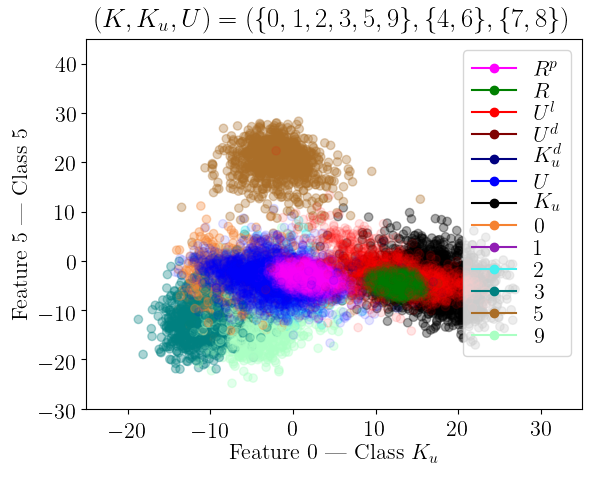 (K, K_u, U) = ({0, 1, 2, 3, 5, 9}, {4, 6}, {7, 8})
Feature 5 — Class 5
40
30
20
10
0
−10
−20
−30
−20
−10
0
10
20
30
Feature 0 — Class K_u
R^p
R
U^l
U^d
K_u^d
U
K_u
0
1
2
3
5
9